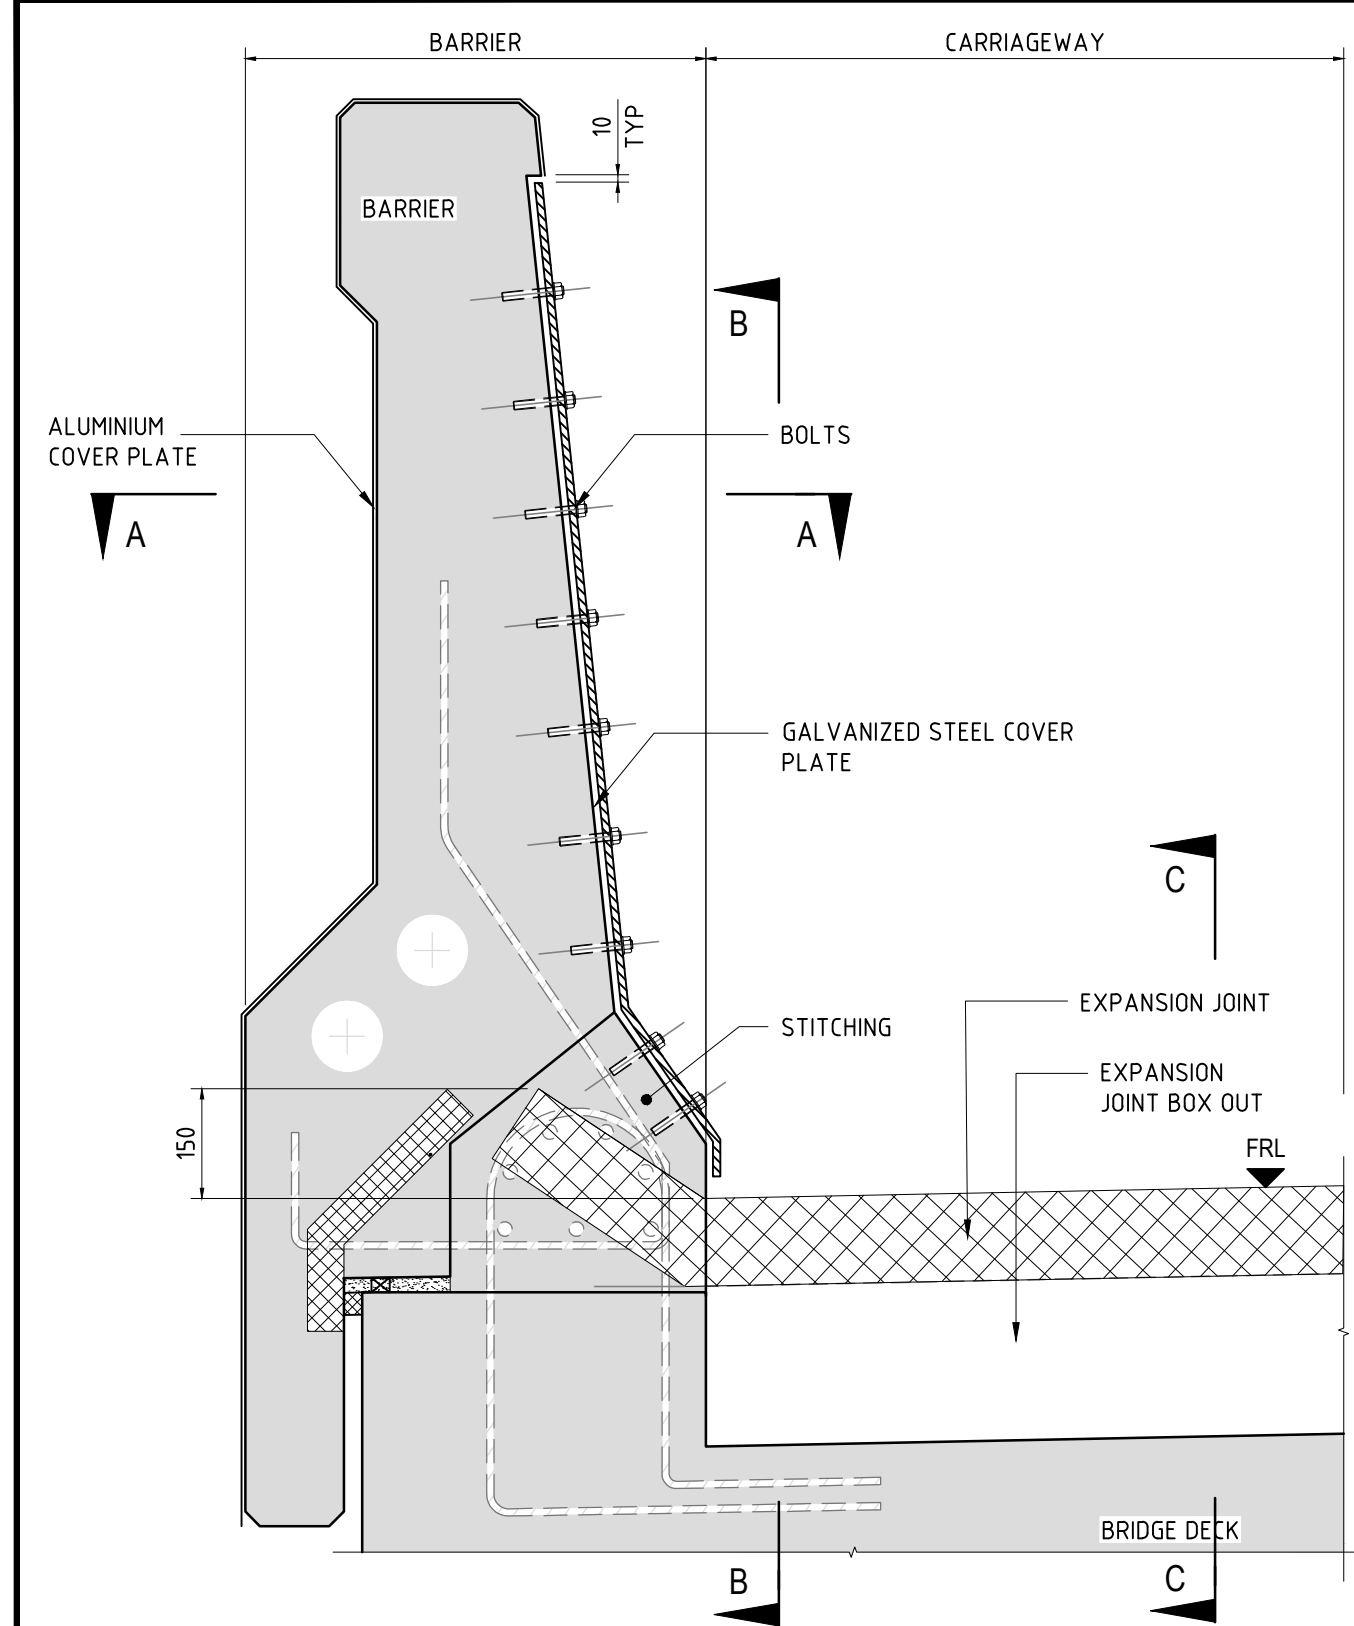 BARRIER
CARRIAGEWAY
10
TYP
BARRIER
B
ALUMINIUM
COVER PLATE
BOLTS
A
A
GALVANIZED STEEL COVER
PLATE
C
EXPANSION JOINT
STITCHING
EXPANSION
JOINT BOX OUT
150
FRL
BRIDGE DECK
B
C